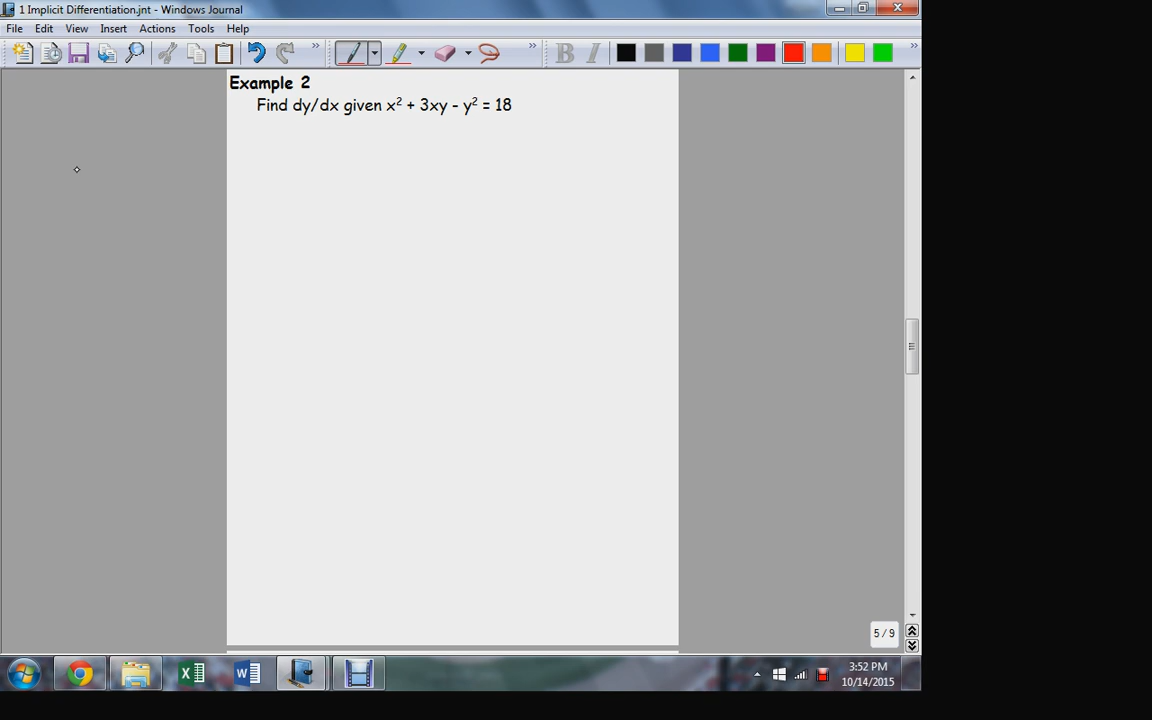 1 Implicit Differentiation.jnt - Windows Journal
File Edit View Insert Actions Tools Help
» » B I »
Example 2
Find dy/dx given x² + 3xy - y² = 18
5 / 9
3:52 PM
10/14/2015